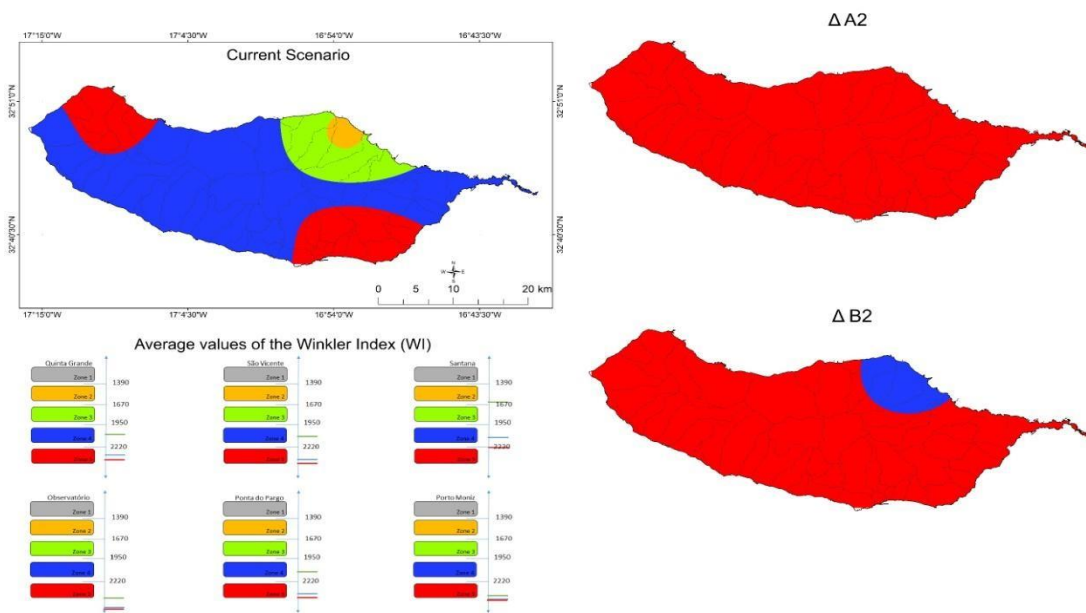 Current Scenario
17°15'0"W 17°4'30"W 16°54'0"W 16°43'30"W
32°51'0"N 32°51'0"N
32°40'30"N 32°40'30"N
N
W E
S
0 5 10 20 km
17°15'0"W 17°4'30"W 16°54'0"W 16°43'30"W
Δ A2
Δ B2
Average values of the Winkler Index (WI)
Quinta Grande
Zone 1
1390
Zone 2
1670
Zone 3
1950
Zone 4
2220
São Vicente
Zone 1
1390
Zone 2
1670
Zone 3
1950
Zone 4
2220
Santana
Zone 1
1390
Zone 2
1670
Zone 3
1950
Zone 4
2220
Observatório
Zone 1
1390
Zone 2
1670
Zone 3
1950
Zone 4
2220
Ponta do Pargo
Zone 1
1390
Zone 2
1670
Zone 3
1950
Zone 4
2220
Porto Moniz
Zone 1
1390
Zone 2
1670
Zone 3
1950
Zone 4
2220